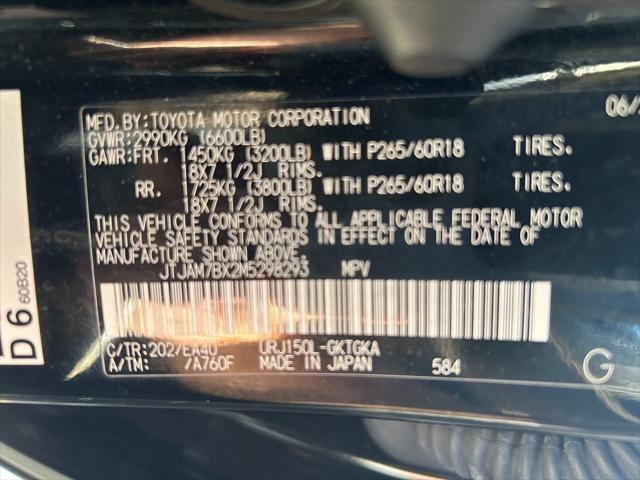 MFD.BY:TOYOTA MOTOR CORPORATION 06/
GVWR:2990KG (6600LB)
GAWR:FRT. 1450KG (3200LB) WITH P265/60R18 TIRES.
18X7 1/2J RIMS.
RR. 1725KG (3800LB) WITH P265/60R18 TIRES.
18X7 1/2J RIMS.
THIS VEHICLE CONFORMS TO ALL APPLICABLE FEDERAL MOTOR
VEHICLE SAFETY STANDARDS IN EFFECT ON THE DATE OF
MANUFACTURE SHOWN ABOVE.
JTJAM7BX2M5298293 MPV
C/TR:202/EA40 URJ150L-GKTGKA
A/TM: /A760F MADE IN JAPAN 584
G
D 6 60B20